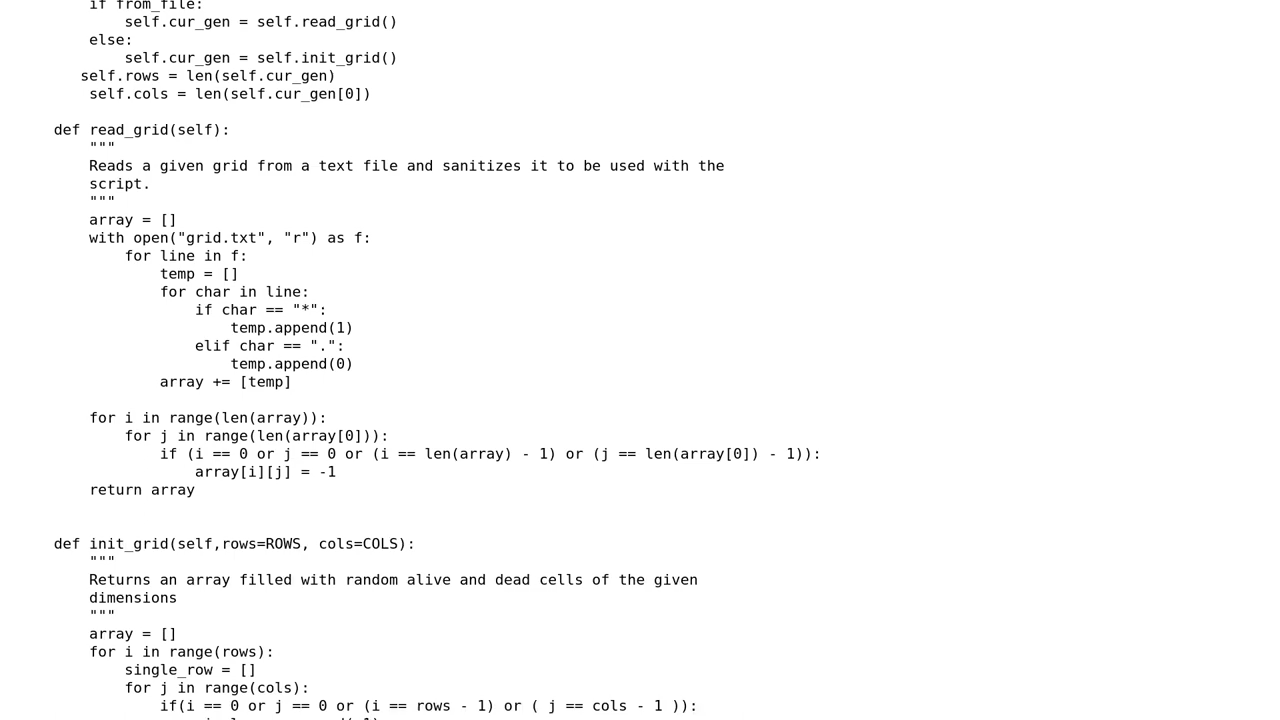 if from_file:
            self.cur_gen = self.read_grid()
        else:
            self.cur_gen = self.init_grid()
       self.rows = len(self.cur_gen)
        self.cols = len(self.cur_gen[0])

    def read_grid(self):
        """
        Reads a given grid from a text file and sanitizes it to be used with the
        script.
        """
        array = []
        with open("grid.txt", "r") as f:
            for line in f:
                temp = []
                for char in line:
                    if char == "*":
                        temp.append(1)
                    elif char == ".":
                        temp.append(0)
                array += [temp]

        for i in range(len(array)):
            for j in range(len(array[0])):
                if (i == 0 or j == 0 or (i == len(array) - 1) or (j == len(array[0]) - 1)):
                    array[i][j] = -1
        return array


    def init_grid(self,rows=ROWS, cols=COLS):
        """
        Returns an array filled with random alive and dead cells of the given
        dimensions
        """
        array = []
        for i in range(rows):
            single_row = []
            for j in range(cols):
                if(i == 0 or j == 0 or (i == rows - 1) or ( j == cols - 1 )):